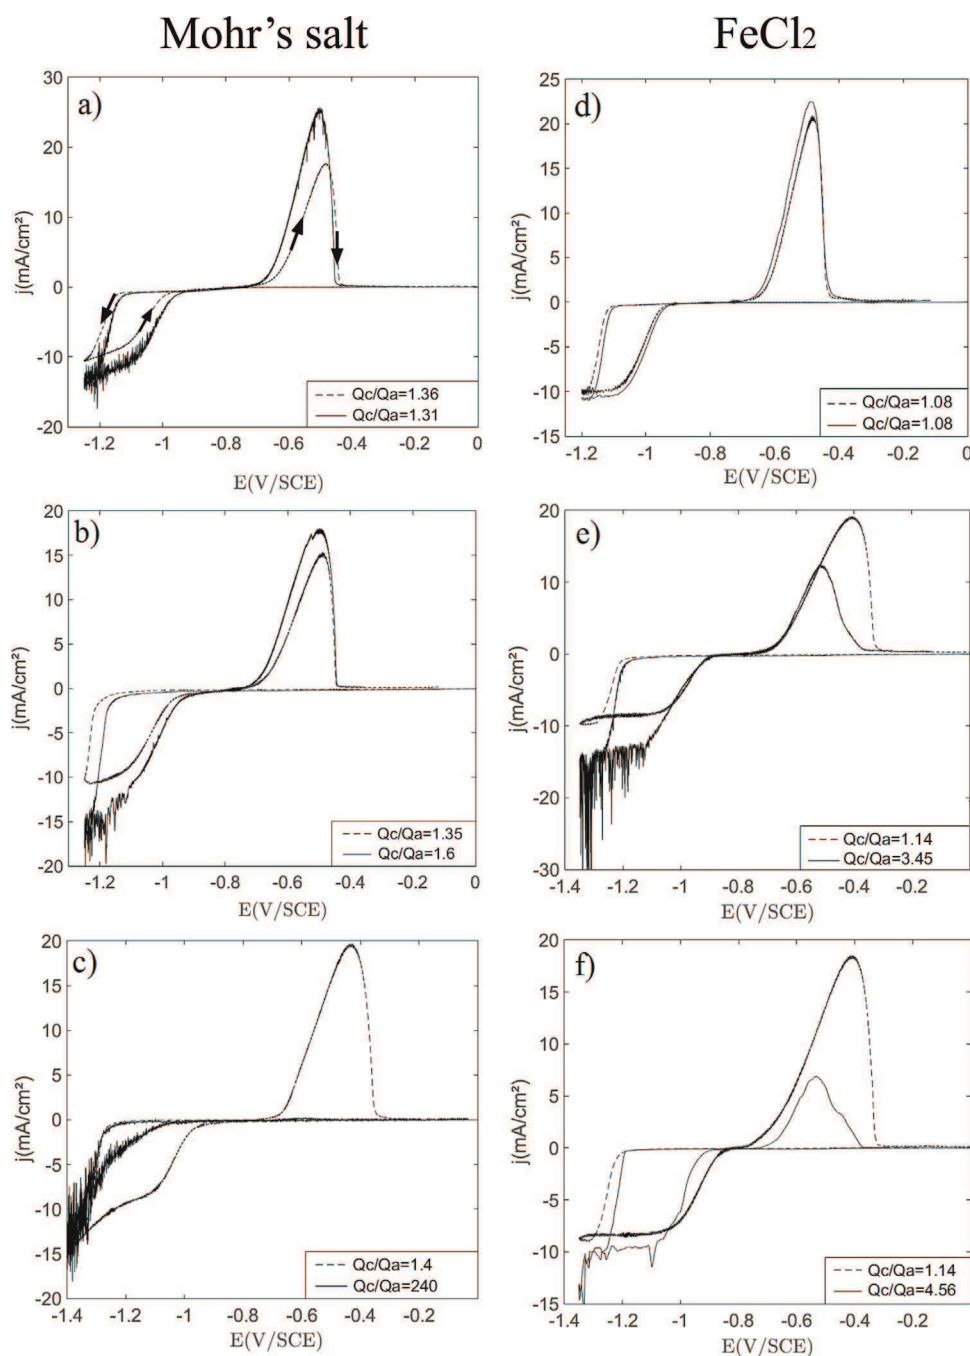 Mohr's salt
FeCl₂
a)
30
20
10
0
-10
-20
j(mA/cm²)
-1.2
-1
-0.8
-0.6
-0.4
-0.2
0
E(V/SCE)
Qc/Qa=1.36
Qc/Qa=1.31
d)
25
20
15
10
5
0
-5
-10
-15
j(mA/cm²)
-1.2
-1
-0.8
-0.6
-0.4
-0.2
0
E(V/SCE)
Qc/Qa=1.08
Qc/Qa=1.08
b)
20
15
10
5
0
-5
-10
-15
-20
j(mA/cm²)
-1.2
-1
-0.8
-0.6
-0.4
-0.2
0
E(V/SCE)
Qc/Qa=1.35
Qc/Qa=1.6
e)
20
10
0
-10
-20
-30
j(mA/cm²)
-1.4
-1.2
-1
-0.8
-0.6
-0.4
-0.2
E(V/SCE)
Qc/Qa=1.14
Qc/Qa=3.45
c)
20
15
10
5
0
-5
-10
-15
-20
j(mA/cm²)
-1.4
-1.2
-1
-0.8
-0.6
-0.4
-0.2
E(V/SCE)
Qc/Qa=1.4
Qc/Qa=240
f)
20
15
10
5
0
-5
-10
-15
j(mA/cm²)
-1.4
-1.2
-1
-0.8
-0.6
-0.4
-0.2
E(V/SCE)
Qc/Qa=1.14
Qc/Qa=4.56